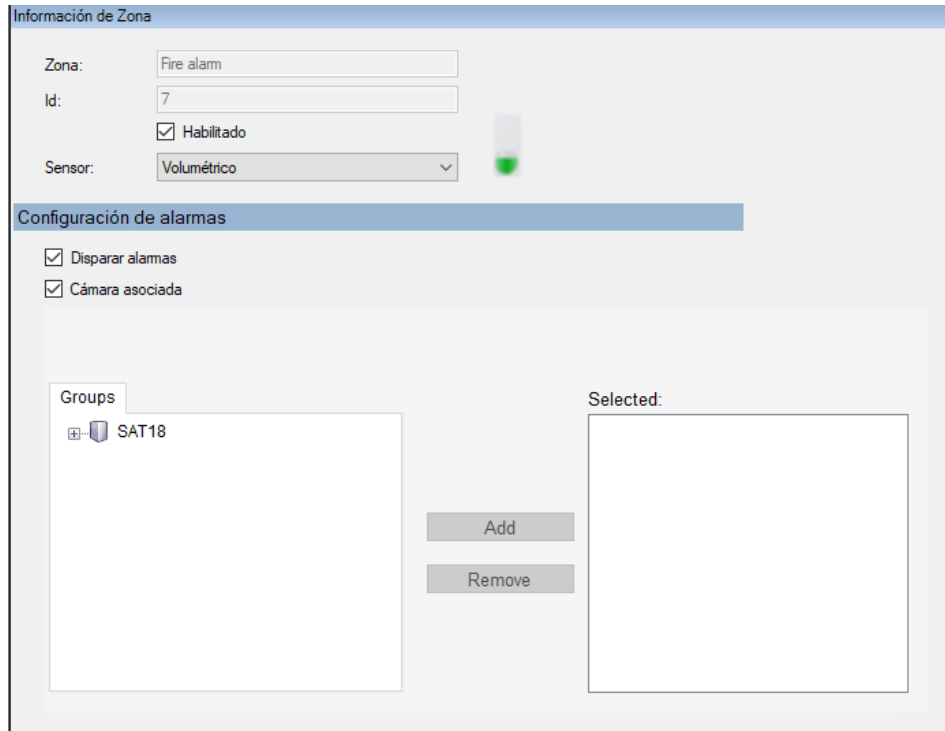 Información de Zona
Zona: Fire alarm
Id: 7
Habilitado
Sensor: Volumétrico
Configuración de alarmas
Disparar alarmas
Cámara asociada
Groups
Selected:
SAT18
Add
Remove